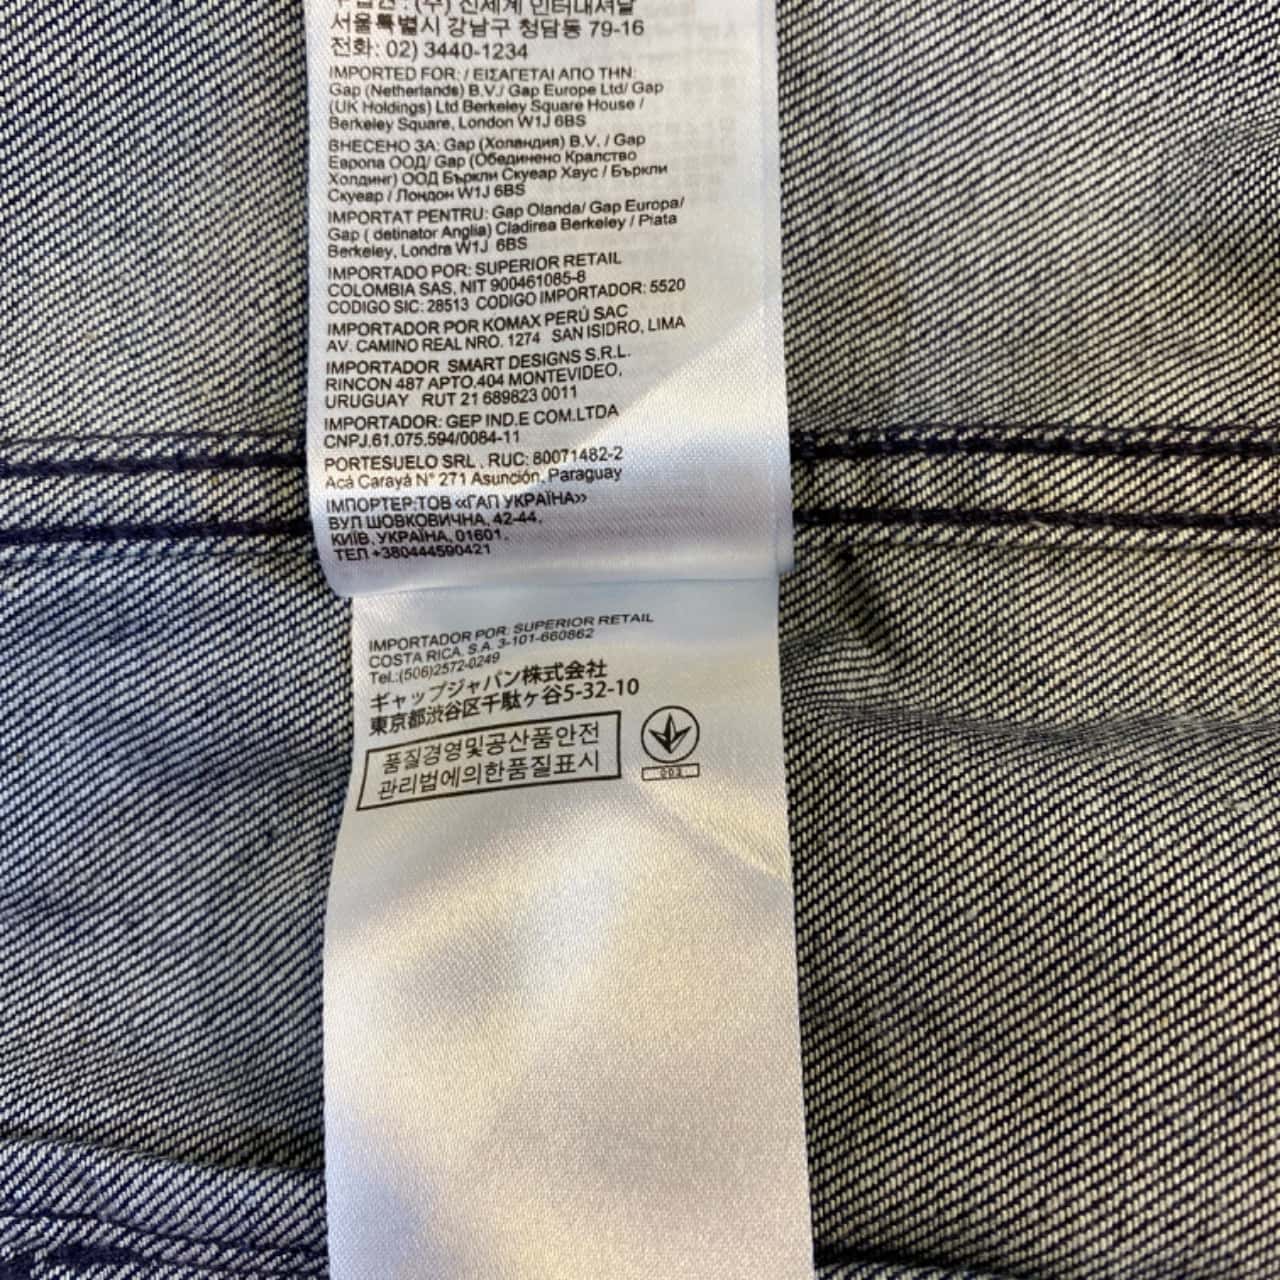 수입원 : (주) 신세계 인터내셔날
서울특별시 강남구 청담동 79-16
전화: 02) 3440-1234
IMPORTED FOR: / ΕΙΣΑΓΕΤΑΙ ΑΠΟ ΤΗΝ:
Gap (Netherlands) B.V./ Gap Europe Ltd/ Gap
(UK Holdings) Ltd Berkeley Square House /
Berkeley Square, London W1J 6BS
ВНЕСЕНО ЗА: Gap (Холандия) B.V. / Gap
Европа ООД/ Gap (Обединено Кралство
Холдинг) ООД Бъркли Скуеар Хаус / Бъркли
Скуеар / Лондон W1J 6BS
IMPORTAT PENTRU: Gap Olanda/ Gap Europa/
Gap ( detinator Anglia) Cladirea Berkeley / Piata
Berkeley, Londra W1J 6BS
IMPORTADO POR: SUPERIOR RETAIL
COLOMBIA SAS, NIT 900461085-8
CODIGO SIC: 28513 CODIGO IMPORTADOR: 5520
IMPORTADOR POR KOMAX PERÚ SAC
AV. CAMINO REAL NRO. 1274 SAN ISIDRO, LIMA
IMPORTADOR SMART DESIGNS S.R.L.
RINCON 487 APTO.404 MONTEVIDEO,
URUGUAY RUT 21 689823 0011
IMPORTADOR: GEP IND.E COM.LTDA
CNPJ.61.075.594/0084-11
PORTESUELO SRL . RUC: 80071482-2
Acá Carayá N° 271 Asunción, Paraguay
ІМПОРТЕР:ТОВ «ГАП УКРАЇНА»
ВУЛ ШОВКОВИЧНА, 42-44,
КИЇВ, УКРАЇНА, 01601,
ТЕЛ +380444590421
IMPORTADOR POR: SUPERIOR RETAIL
COSTA RICA, S.A. 3-101-660862
Tel.:(506)2572-0249
ギャップジャパン株式会社
東京都渋谷区千駄ヶ谷5-32-10
품질경영및공산품안전
관리법에의한품질표시
003